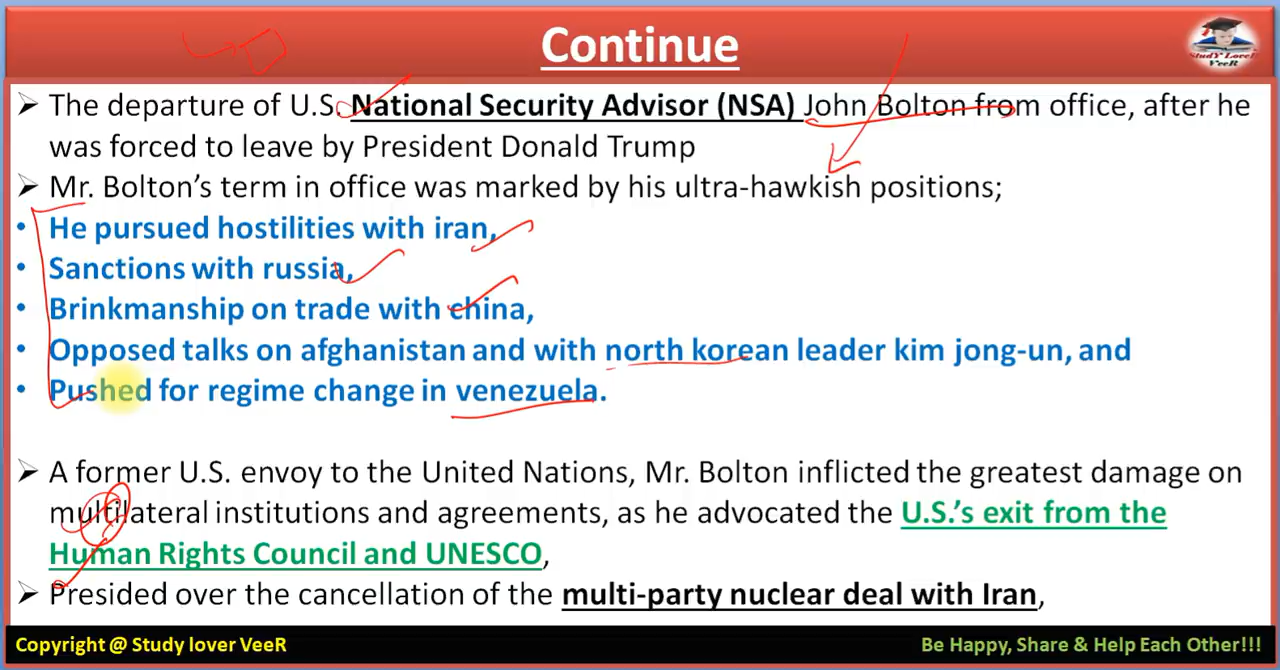 Continue
StudY LoveR
VeeR
➢ The departure of U.S. National Security Advisor (NSA) John Bolton from office, after he
was forced to leave by President Donald Trump
➢ Mr. Bolton's term in office was marked by his ultra-hawkish positions;
• He pursued hostilities with iran,
• Sanctions with russia,
• Brinkmanship on trade with china,
• Opposed talks on afghanistan and with north korean leader kim jong-un, and
• Pushed for regime change in venezuela.
➢ A former U.S. envoy to the United Nations, Mr. Bolton inflicted the greatest damage on
multilateral institutions and agreements, as he advocated the U.S.'s exit from the
Human Rights Council and UNESCO,
➢ Presided over the cancellation of the multi-party nuclear deal with Iran,
Copyright @ Study lover VeeR
Be Happy, Share & Help Each Other!!!